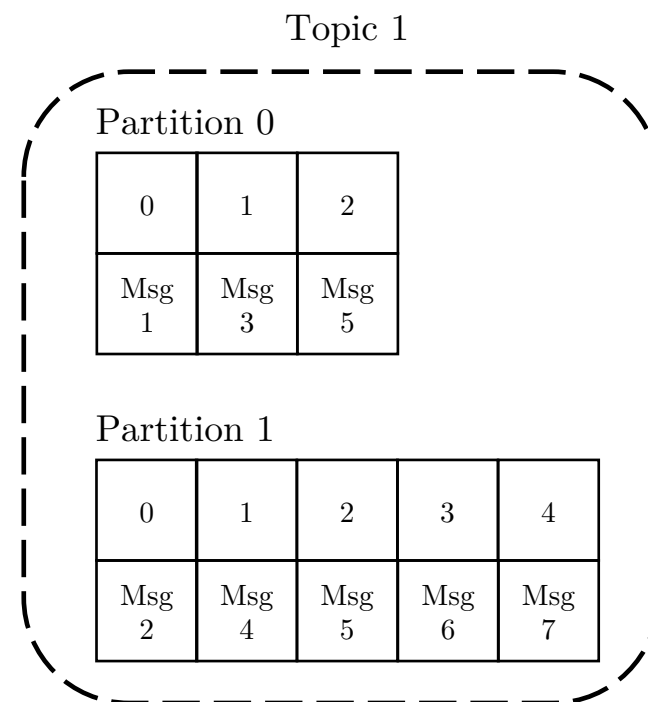 Topic 1
Partition 0
0 1 2
Msg Msg Msg
1 3 5
Partition 1
0 1 2 3 4
Msg Msg Msg Msg Msg
2 4 5 6 7